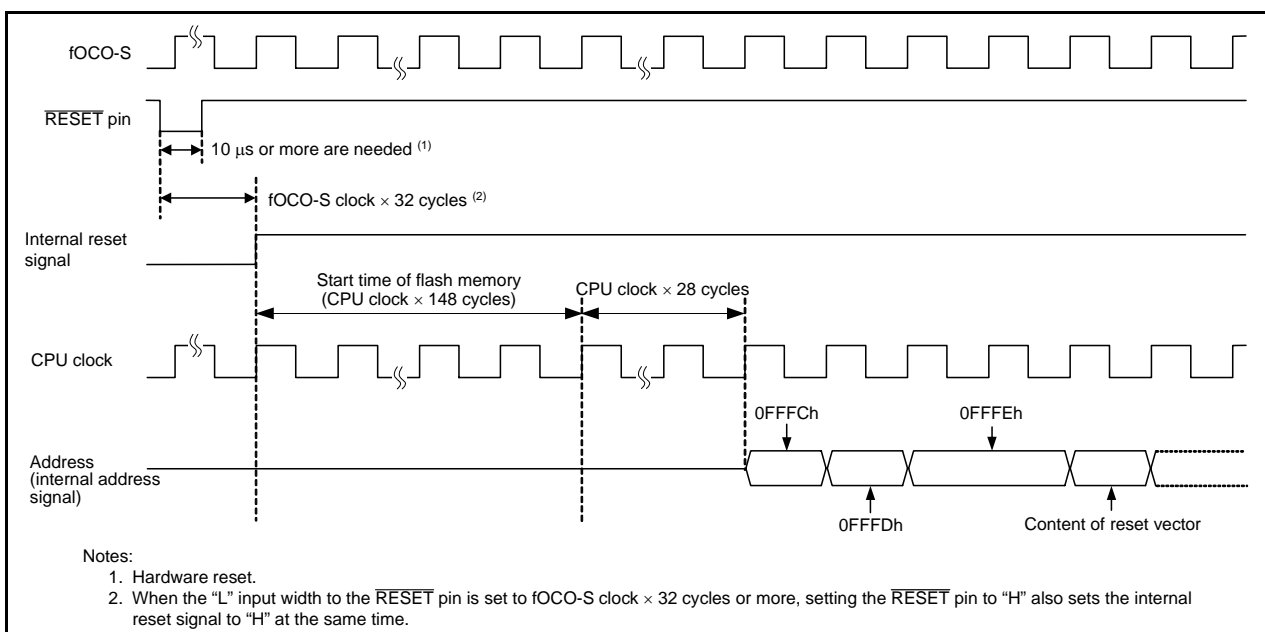 fOCO-S
RESET pin
10 μs or more are needed (1)
fOCO-S clock × 32 cycles (2)
Internal reset
signal
Start time of flash memory
(CPU clock × 148 cycles)
CPU clock × 28 cycles
CPU clock
0FFFCh
0FFFEh
Address
(internal address
signal)
0FFFDh
Content of reset vector
Notes:
1. Hardware reset.
2. When the “L” input width to the RESET pin is set to fOCO-S clock × 32 cycles or more, setting the RESET pin to “H” also sets the internal
reset signal to “H” at the same time.